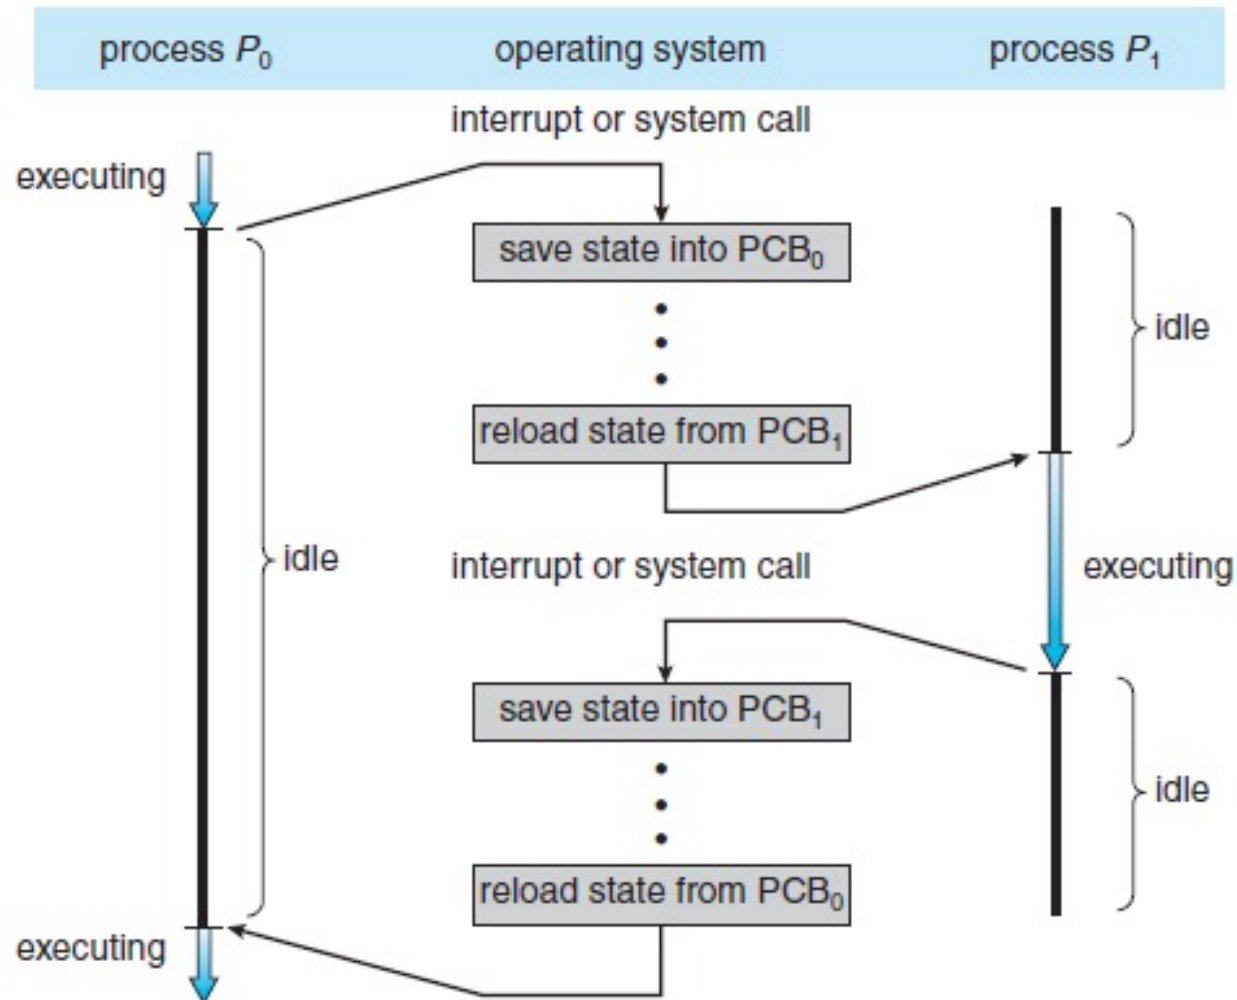 process P₀ operating system process P₁
interrupt or system call
executing
save state into PCB₀
idle
reload state from PCB₁
idle
interrupt or system call
executing
save state into PCB₁
idle
reload state from PCB₀
executing